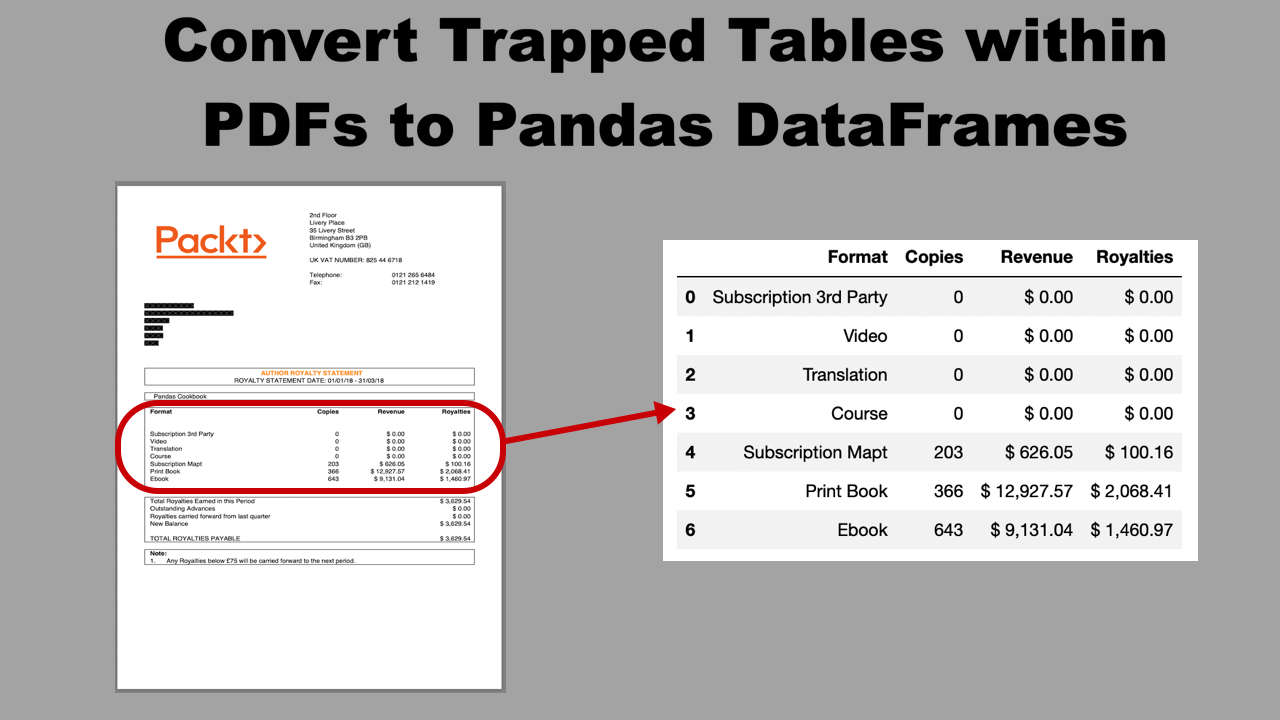 Convert Trapped Tables within
PDFs to Pandas DataFrames
Packt>
2nd Floor
Livery Place
35 Livery Street
Birmingham B3 2PB
United Kingdom (GB)
UK VAT NUMBER: 825 44 6718
Telephone: 0121 265 6484
Fax: 0121 212 1419
AUTHOR ROYALTY STATEMENT
ROYALTY STATEMENT DATE: 01/01/18 - 31/03/18
Pandas Cookbook
Format Copies Revenue Royalties
Subscription 3rd Party 0 $ 0.00 $ 0.00
Video 0 $ 0.00 $ 0.00
Translation 0 $ 0.00 $ 0.00
Course 0 $ 0.00 $ 0.00
Subscription Mapt 203 $ 626.05 $ 100.16
Print Book 366 $ 12,927.57 $ 2,068.41
Ebook 643 $ 9,131.04 $ 1,460.97
Total Royalties Earned in this Period $ 3,629.54
Outstanding Advances $ 0.00
Royalties carried forward from last quarter $ 0.00
New Balance $ 3,629.54
TOTAL ROYALTIES PAYABLE $ 3,629.54
Note:
1. Any Royalties below £75 will be carried forward to the next period.
Format Copies Revenue Royalties
0 Subscription 3rd Party 0 $ 0.00 $ 0.00
1 Video 0 $ 0.00 $ 0.00
2 Translation 0 $ 0.00 $ 0.00
3 Course 0 $ 0.00 $ 0.00
4 Subscription Mapt 203 $ 626.05 $ 100.16
5 Print Book 366 $ 12,927.57 $ 2,068.41
6 Ebook 643 $ 9,131.04 $ 1,460.97